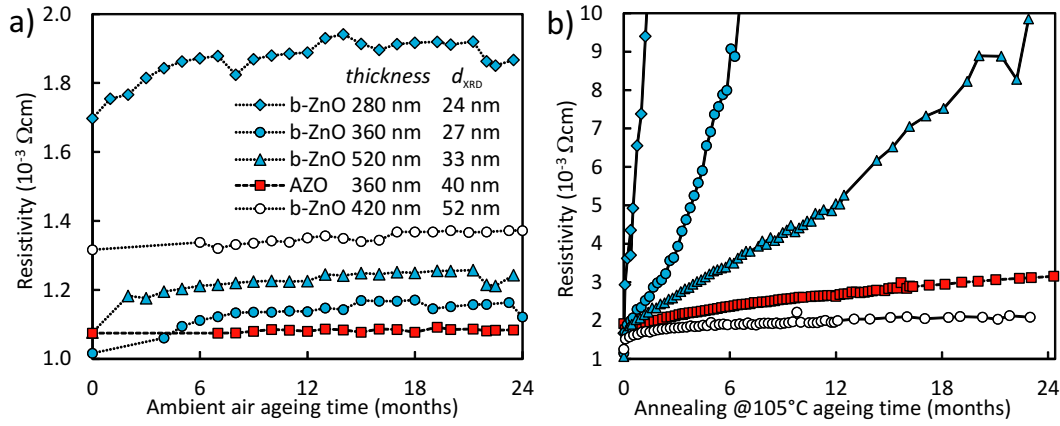 a)
Resistivity (10⁻³ Ωcm)
2.0
1.8
1.6
1.4
1.2
1.0
thickness d_XRD
b-ZnO 280 nm 24 nm
b-ZnO 360 nm 27 nm
b-ZnO 520 nm 33 nm
AZO 360 nm 40 nm
b-ZnO 420 nm 52 nm
0 6 12 18 24
Ambient air ageing time (months)
b)
Resistivity (10⁻³ Ωcm)
10
9
8
7
6
5
4
3
2
1
0 6 12 18 24
Annealing @105°C ageing time (months)